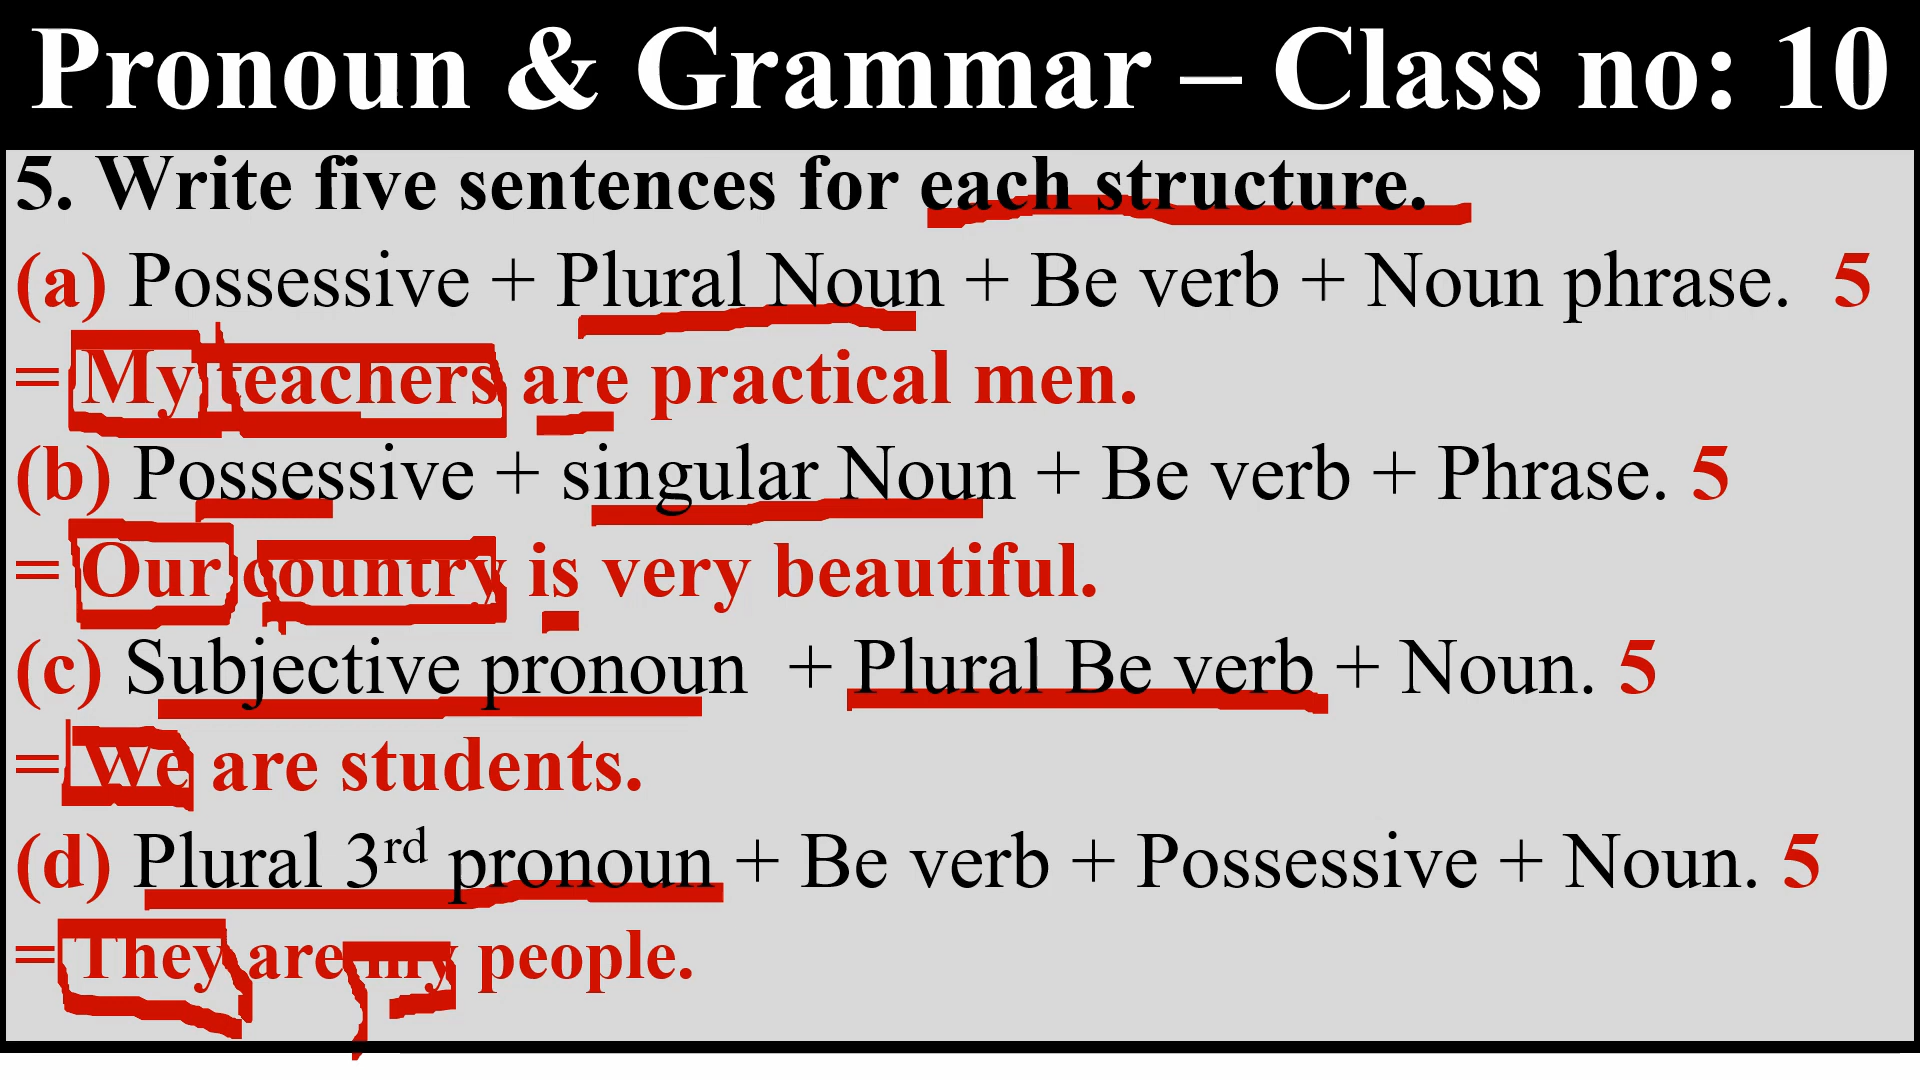 Pronoun & Grammar – Class no: 10
5. Write five sentences for each structure.
(a) Possessive + Plural Noun + Be verb + Noun phrase. 5
= My teachers are practical men.
(b) Possessive + singular Noun + Be verb + Phrase. 5
= Our country is very beautiful.
(c) Subjective pronoun + Plural Be verb + Noun. 5
= We are students.
(d) Plural 3rd pronoun + Be verb + Possessive + Noun. 5
= They are my people.